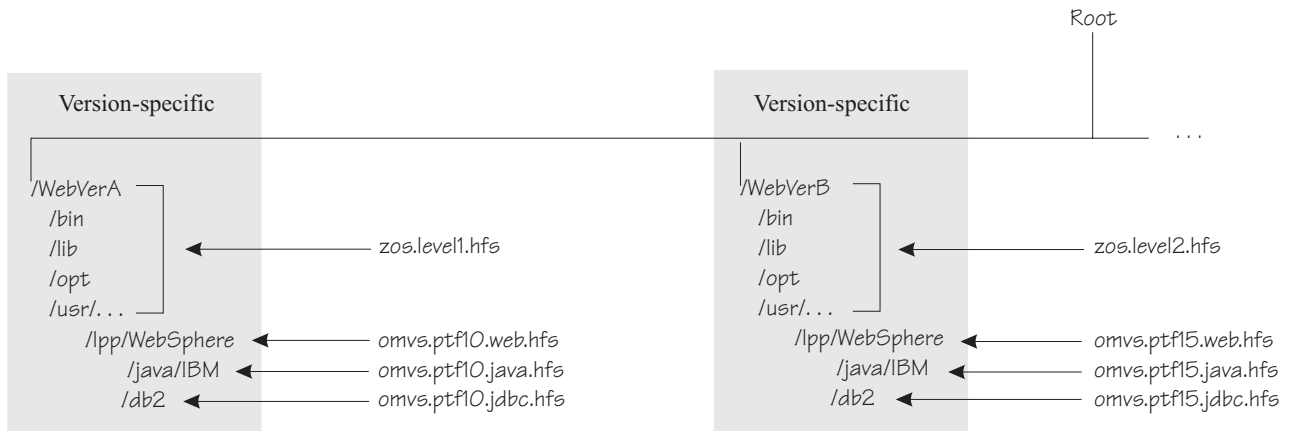 Root
Version-specific
Version-specific
. . .
/WebVerA
/bin
/lib
/opt
/usr/. . .
/lpp/WebSphere
/java/IBM
/db2
zos.level1.hfs
omvs.ptf10.web.hfs
omvs.ptf10.java.hfs
omvs.ptf10.jdbc.hfs
/WebVerB
/bin
/lib
/opt
/usr/. . .
/lpp/WebSphere
/java/IBM
/db2
zos.level2.hfs
omvs.ptf15.web.hfs
omvs.ptf15.java.hfs
omvs.ptf15.jdbc.hfs